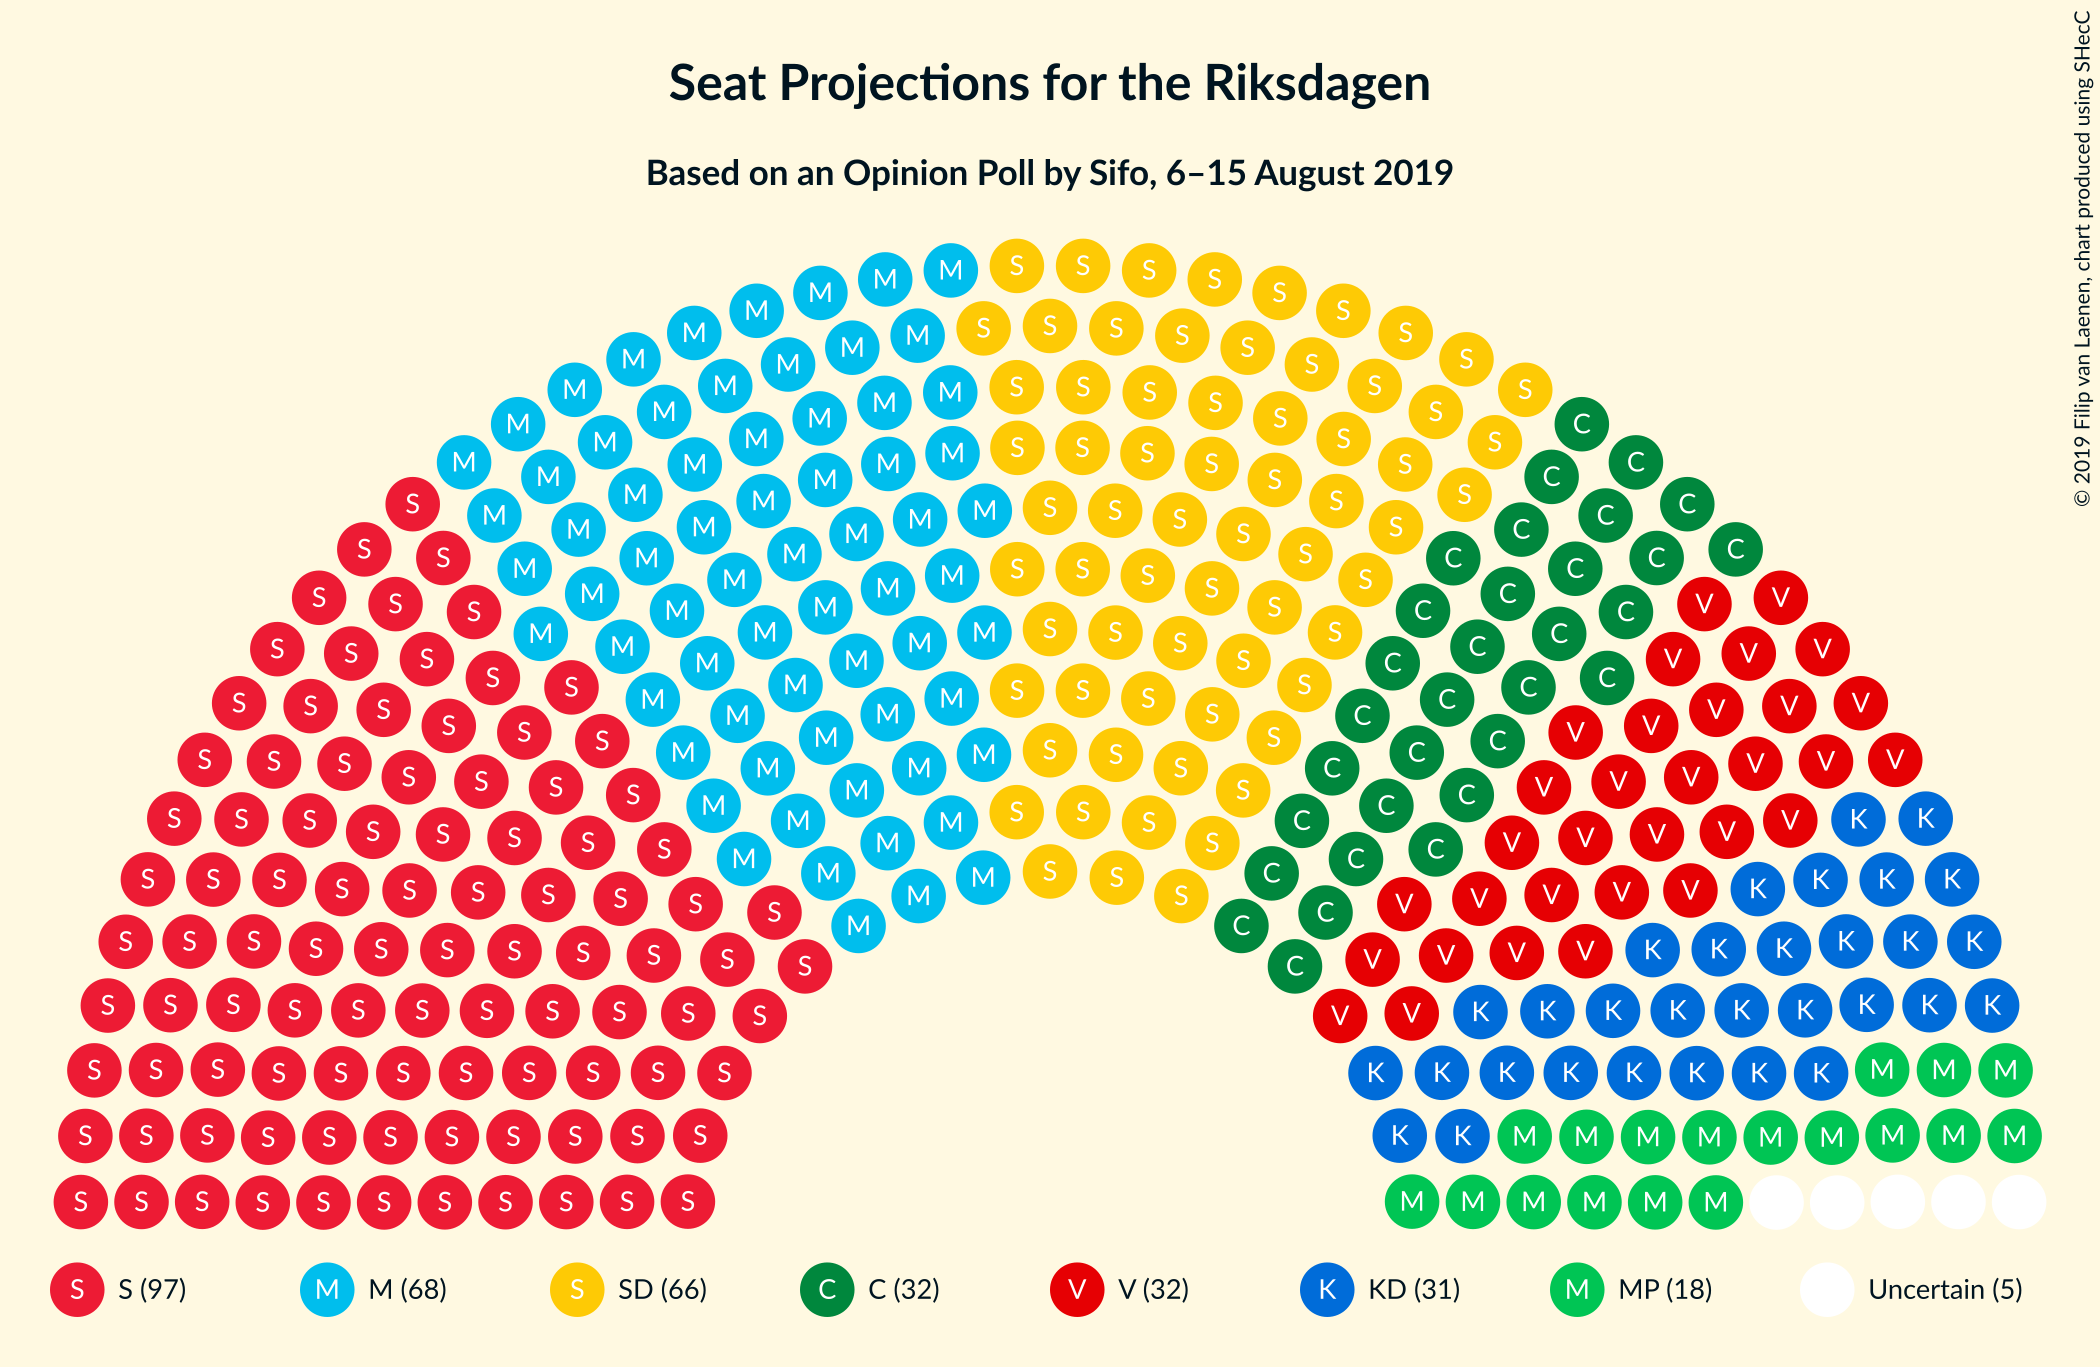 Seat Projections for the Riksdagen
Based on an Opinion Poll by Sifo, 6–15 August 2019
© 2019 Filip van Laenen, chart produced using SHecC
S S (97)
M M (68)
S SD (66)
C C (32)
V V (32)
K KD (31)
M MP (18)
Uncertain (5)